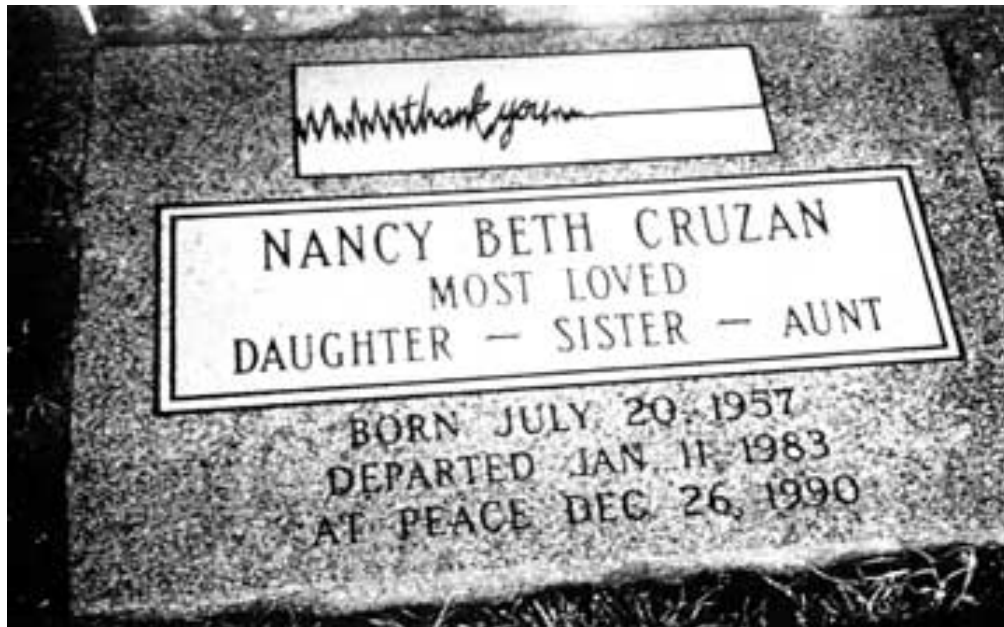 thank you
NANCY BETH CRUZAN
MOST LOVED
DAUGHTER — SISTER — AUNT
BORN JULY 20, 1957
DEPARTED JAN. 11, 1983
AT PEACE DEC. 26, 1990